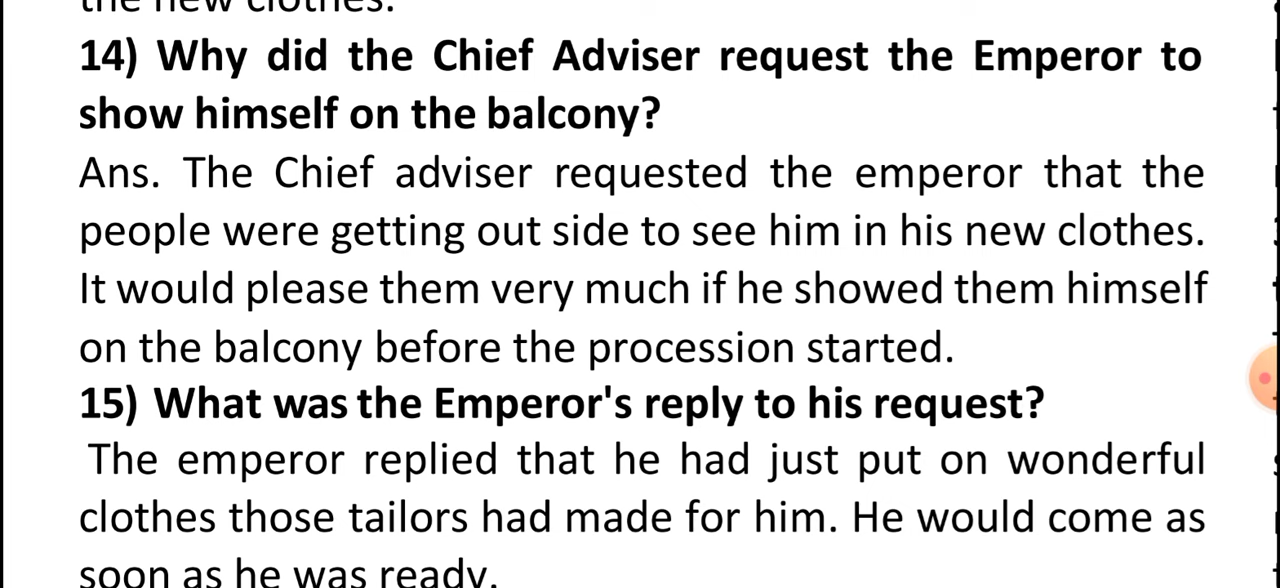 the new clothes.
14) Why did the Chief Adviser request the Emperor to
show himself on the balcony?
Ans. The Chief adviser requested the emperor that the
people were getting out side to see him in his new clothes.
It would please them very much if he showed them himself
on the balcony before the procession started.
15) What was the Emperor's reply to his request?
The emperor replied that he had just put on wonderful
clothes those tailors had made for him. He would come as
soon as he was ready.